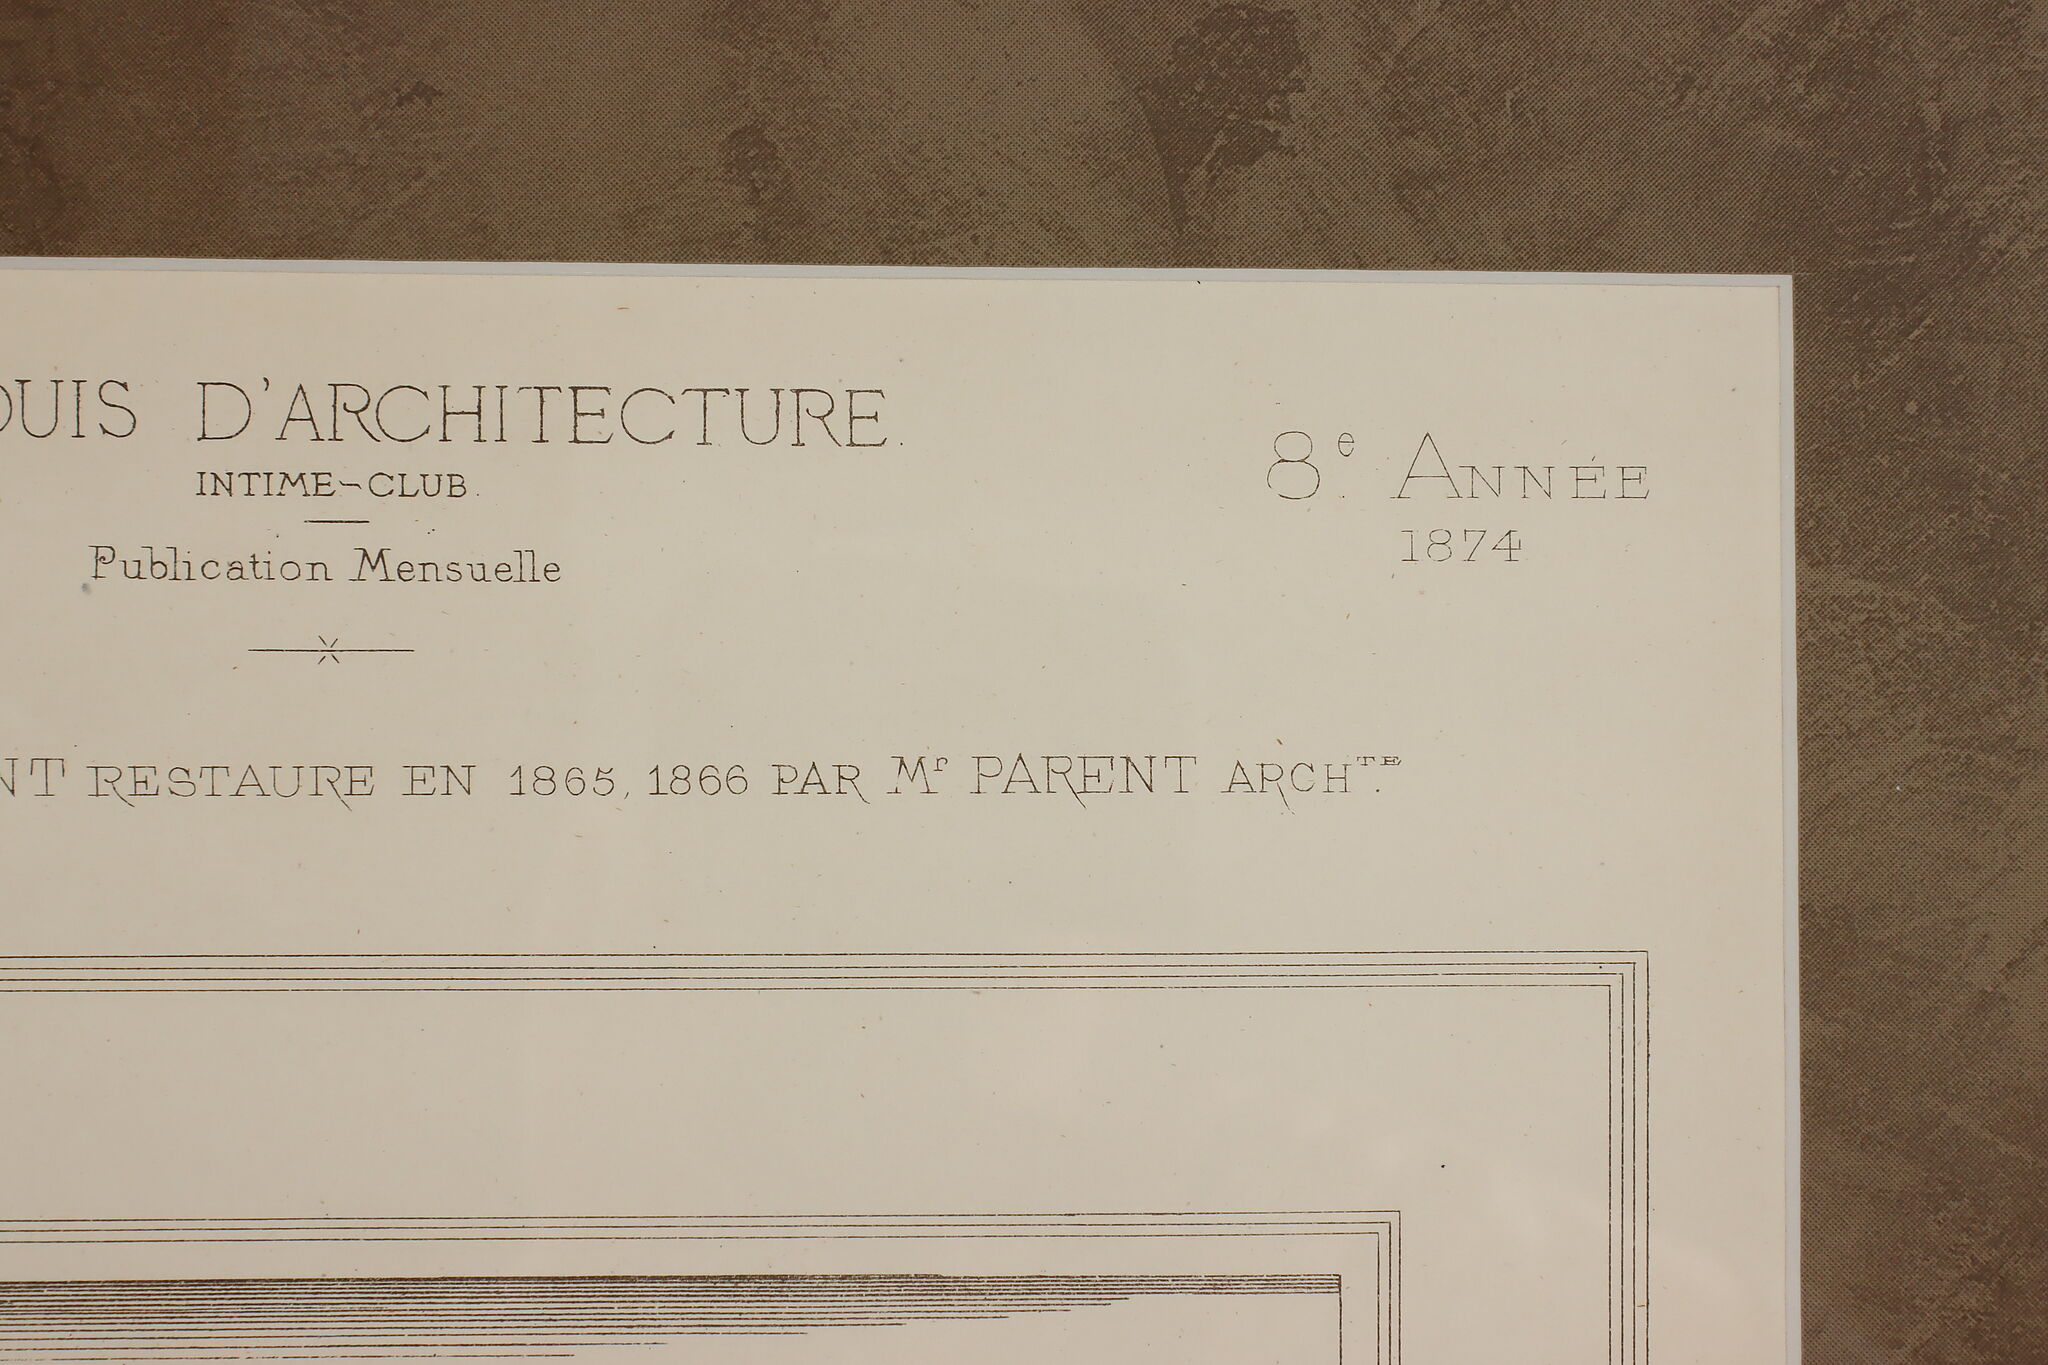 OUIS D'ARCHITECTURE.
8e. ANNÉE
INTIME-CLUB.
1874
Publication Mensuelle
NT RESTAURE EN 1865, 1866 PAR Mr PARENT ARCHTE.